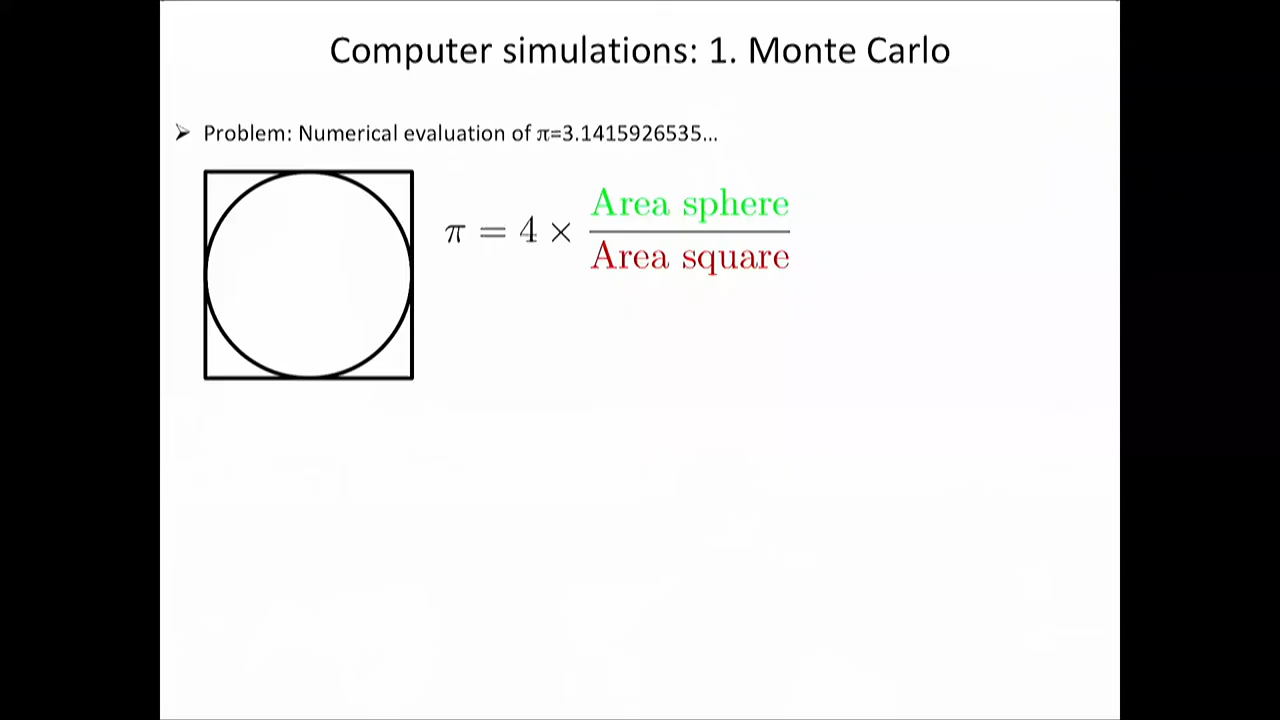 Computer simulations: 1. Monte Carlo
➢ Problem: Numerical evaluation of π=3.1415926535…
π = 4 × Area sphere
Area square